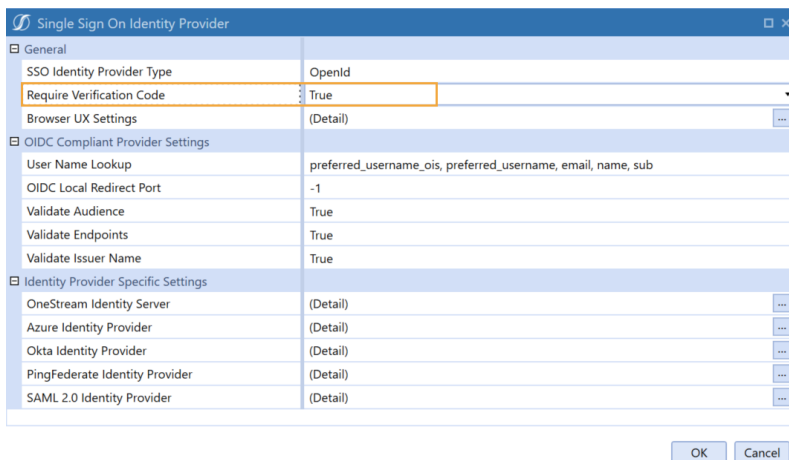 Single Sign On Identity Provider
General
SSO Identity Provider Type OpenId
Require Verification Code True
Browser UX Settings (Detail) ...
OIDC Compliant Provider Settings
User Name Lookup preferred_username_ois, preferred_username, email, name, sub
OIDC Local Redirect Port -1
Validate Audience True
Validate Endpoints True
Validate Issuer Name True
Identity Provider Specific Settings
OneStream Identity Server (Detail) ...
Azure Identity Provider (Detail) ...
Okta Identity Provider (Detail) ...
PingFederate Identity Provider (Detail) ...
SAML 2.0 Identity Provider (Detail) ...
OK Cancel